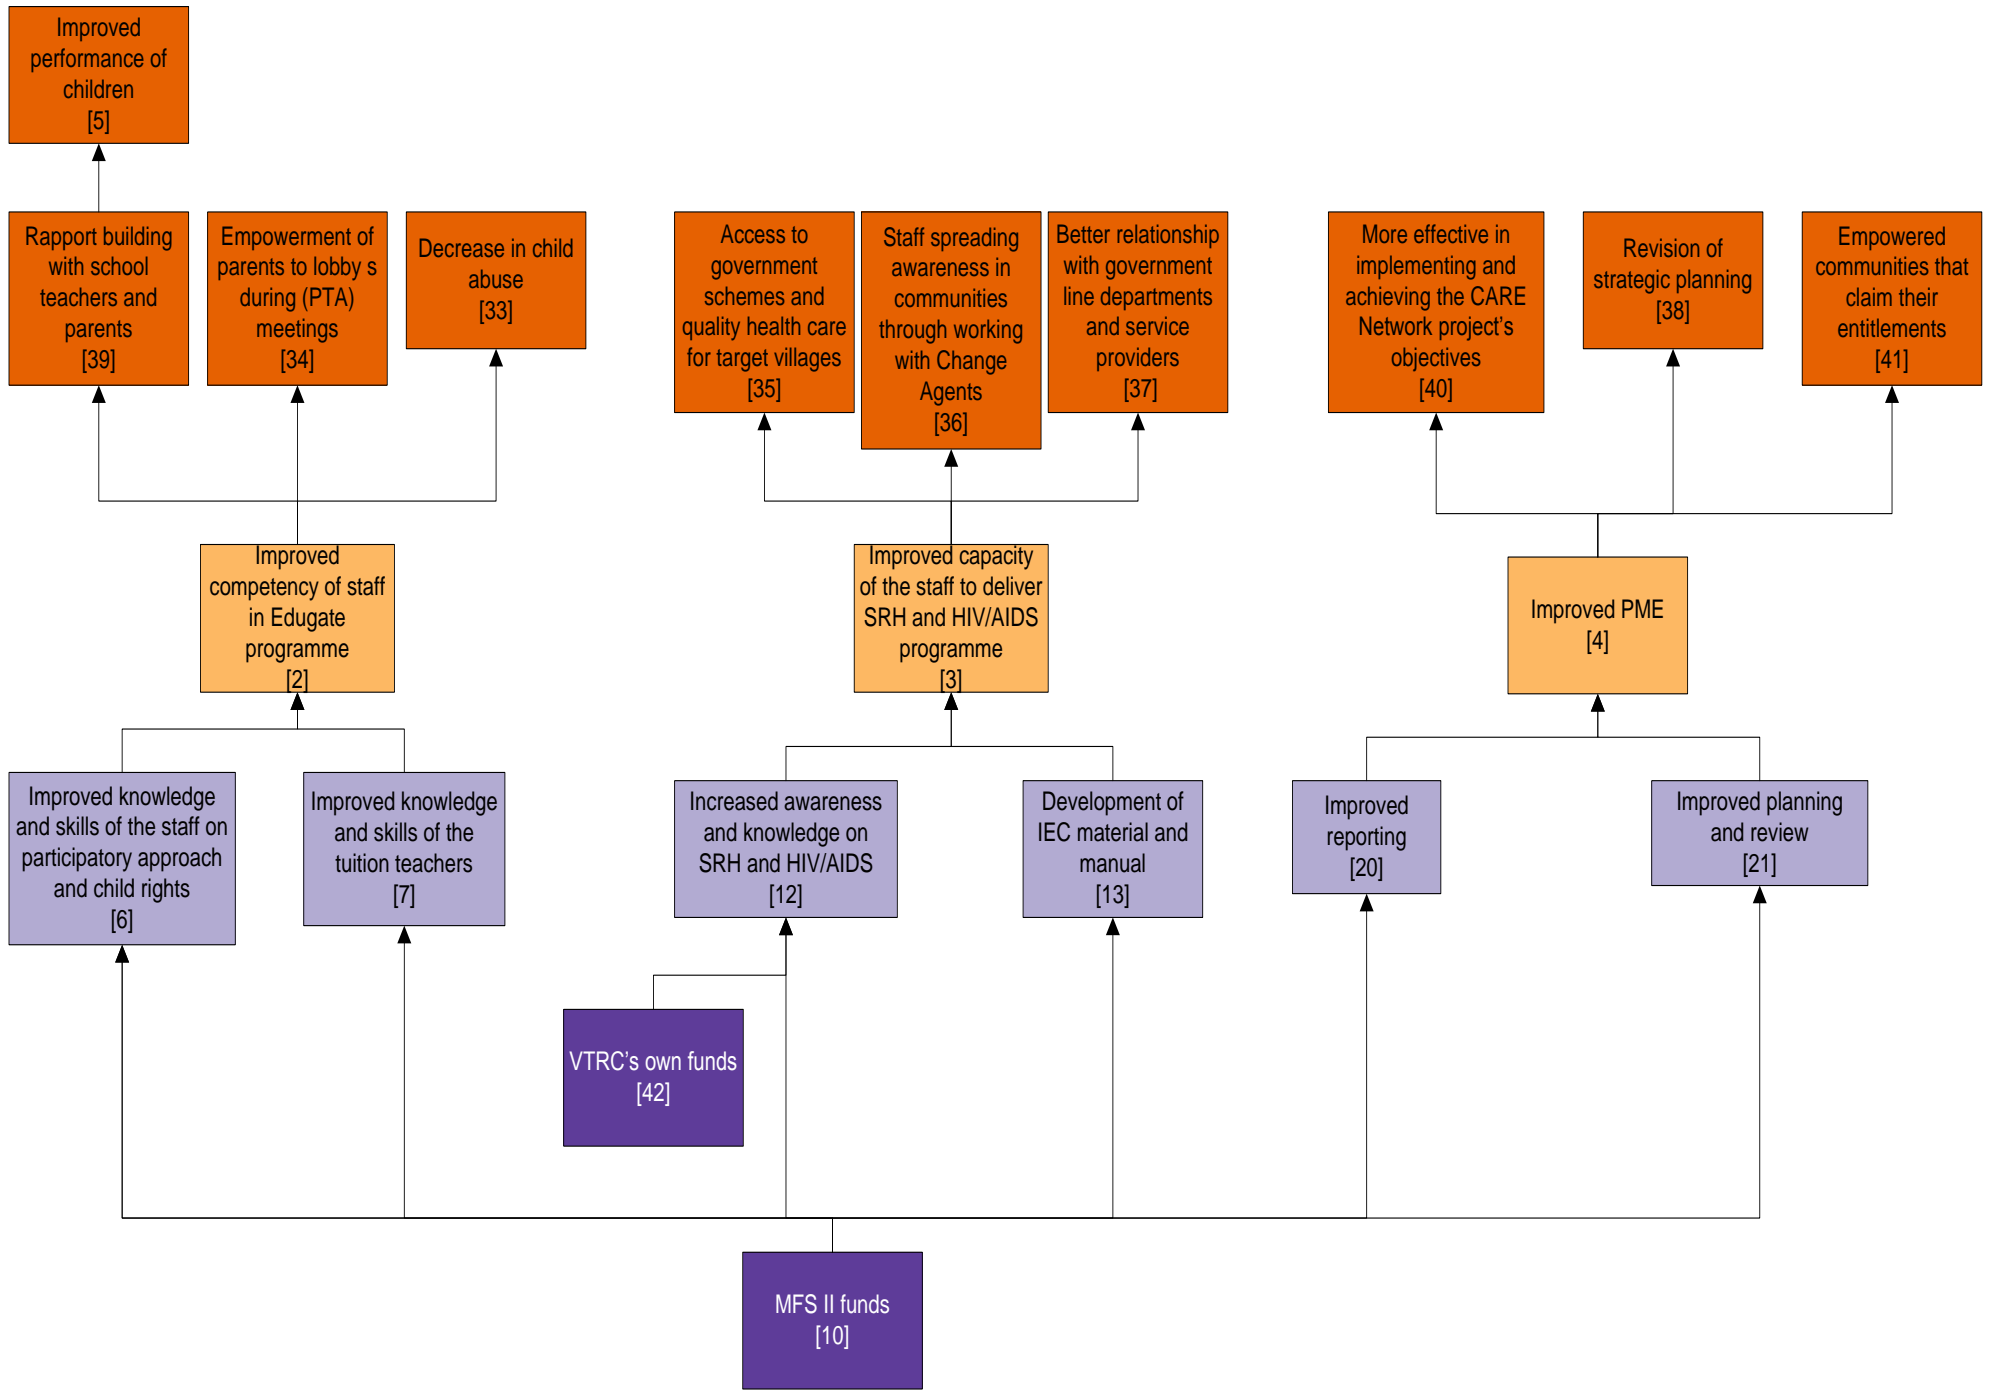 Improved
performance of
children
[5]
Rapport building
with school
teachers and
parents
[39]
Empowerment of
parents to lobby s
during (PTA)
meetings
[34]
Decrease in child
abuse
[33]
Access to
government
schemes and
quality health care
for target villages
[35]
Staff spreading
awareness in
communities
through working
with Change
Agents
[36]
Better relationship
with government
line departments
and service
providers
[37]
More effective in
implementing and
achieving the CARE
Network project’s
objectives
[40]
Revision of
strategic planning
[38]
Empowered
communities that
claim their
entitlements
[41]
Improved
competency of staff
in Edugate
programme
[2]
Improved capacity
of the staff to deliver
SRH and HIV/AIDS
programme
[3]
Improved PME
[4]
Improved knowledge
and skills of the staff on
participatory approach
and child rights
[6]
Improved knowledge
and skills of the
tuition teachers
[7]
Increased awareness
and knowledge on
SRH and HIV/AIDS
[12]
Development of
IEC material and
manual
[13]
Improved
reporting
[20]
Improved planning
and review
[21]
VTRC’s own funds
[42]
MFS II funds
[10]